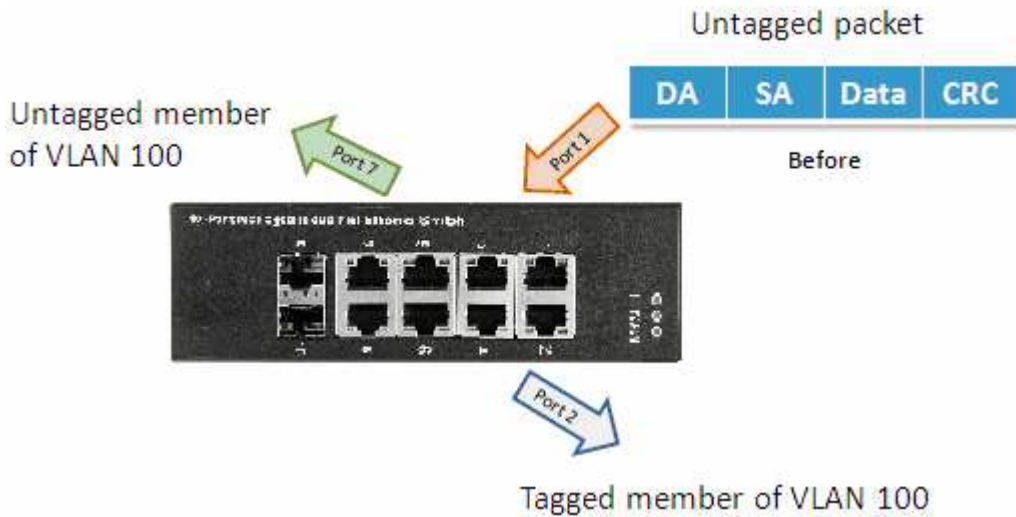 Untagged packet
DA SA Data CRC
Before
Untagged member
of VLAN 100
Port 7
Port 1
Port 2
Tagged member of VLAN 100